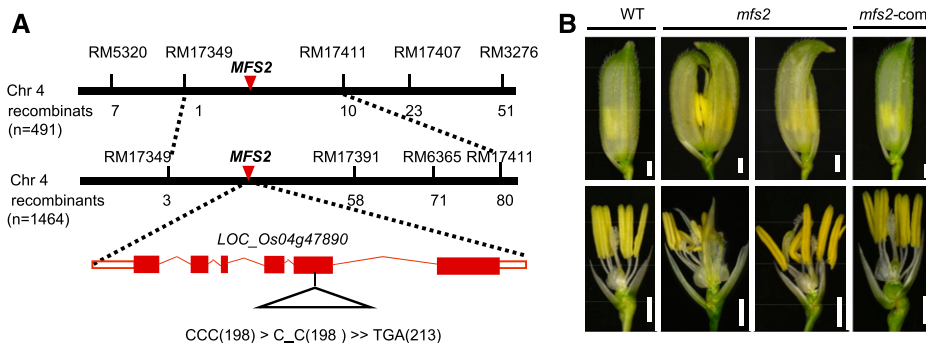 A
RM5320 RM17349 MFS2 RM17411 RM17407 RM3276
Chr 4
recombinats 7 1 10 23 51
(n=491)
RM17349 MFS2 RM17391 RM6365 RM17411
Chr 4
recombinants 3 58 71 80
(n=1464)
LOC_Os04g47890
CCC(198) > C_C(198 ) >> TGA(213)
B
WT mfs2 mfs2-com